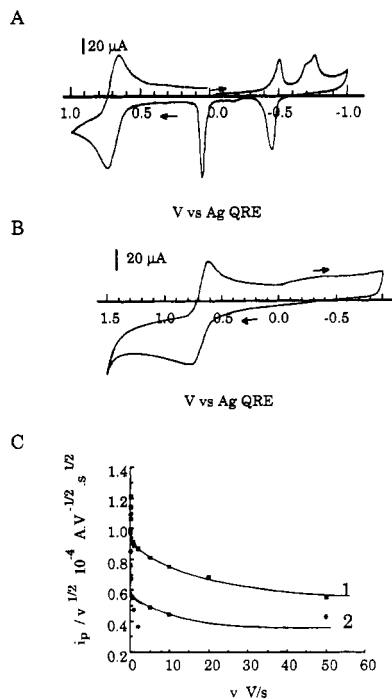 A
20 µA
1.0 0.5 0.0 -0.5 -1.0
V vs Ag QRE
B
20 µA
1.5 1.0 0.5 0.0 -0.5
V vs Ag QRE
C
i_p / v^1/2 10^-4 A.V^-1/2 .s^1/2
1.4
1.2
1.0
0.8
0.6
0.4
0.2
1
2
0 10 20 30 40 50 60
v V/s